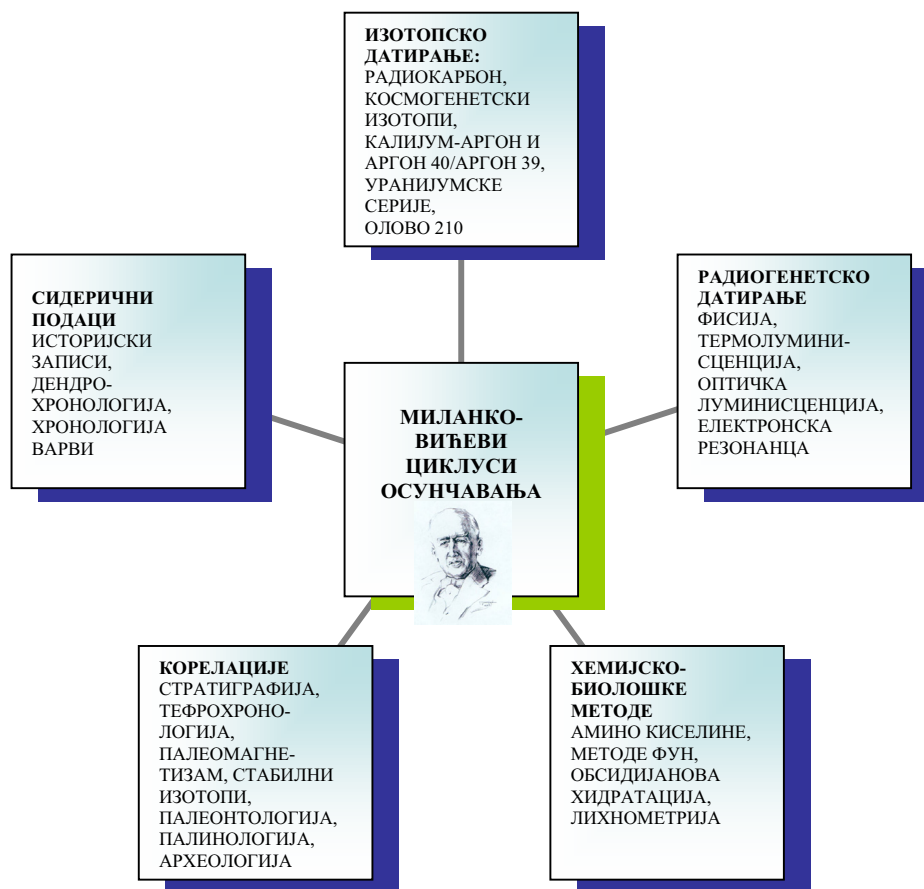 ИЗОТОПСКО
ДАТИРАЊЕ:
РАДИОКАРБОН,
КОСМОГЕНЕТСКИ
ИЗОТОПИ,
КАЛИЈУМ-АРГОН И
АРГОН 40/АРГОН 39,
УРАНИЈУМСКЕ
СЕРИЈЕ,
ОЛОВО 210
СИДЕРИЧНИ
ПОДАЦИ
ИСТОРИЈСКИ
ЗАПИСИ,
ДЕНДРО-
ХРОНОЛОГИЈА,
ХРОНОЛОГИЈА
ВАРВИ
РАДИОГЕНЕТСКО
ДАТИРАЊЕ
ФИСИЈА,
ТЕРМОЛУМИНИ-
СЦЕНЦИЈА,
ОПТИЧКА
ЛУМИНИСЦЕНЦИЈА,
ЕЛЕКТРОНСКА
РЕЗОНАНЦА
МИЛАНКО-
ВИЋЕВИ
ЦИКЛУСИ
ОСУНЧАВАЊА
КОРЕЛАЦИЈЕ
СТРАТИГРАФИЈА,
ТЕФРОХРОНО-
ЛОГИЈА,
ПАЛЕОМАГНЕ-
ТИЗАМ, СТАБИЛНИ
ИЗОТОПИ,
ПАЛЕОНТОЛОГИЈА,
ПАЛИНОЛОГИЈА,
АРХЕОЛОГИЈА
ХЕМИЈСКО-
БИОЛОШКЕ
МЕТОДЕ
АМИНО КИСЕЛИНЕ,
МЕТОДЕ ФУН,
ОБСИДИЈАНОВА
ХИДРАТАЦИЈА,
ЛИХНОМЕТРИЈА